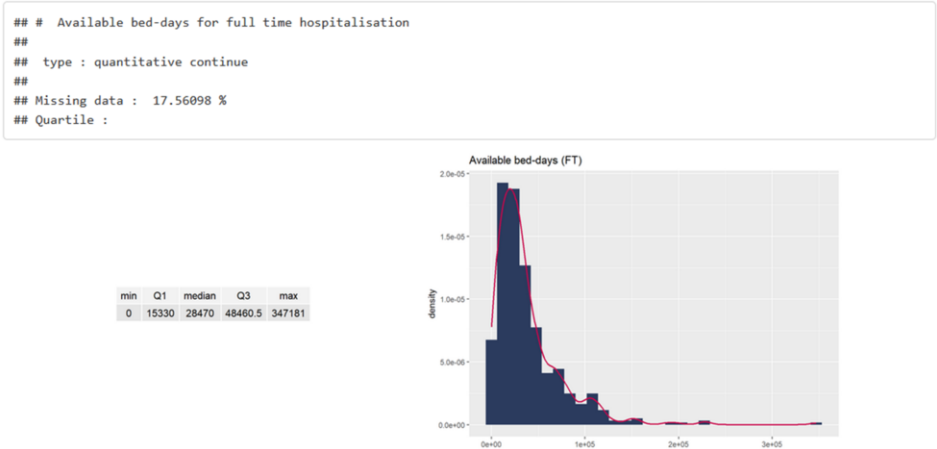 ## #  Available bed-days for full time hospitalisation
##
##  type : quantitative continue
##
## Missing data :  17.56098 %
## Quartile :
Available bed-days (FT)
min Q1 median Q3 max
0 15330 28470 48460.5 347181
density
2.0e-05
1.5e-05
1.0e-05
5.0e-06
0.0e+00
0e+00 1e+05 2e+05 3e+05